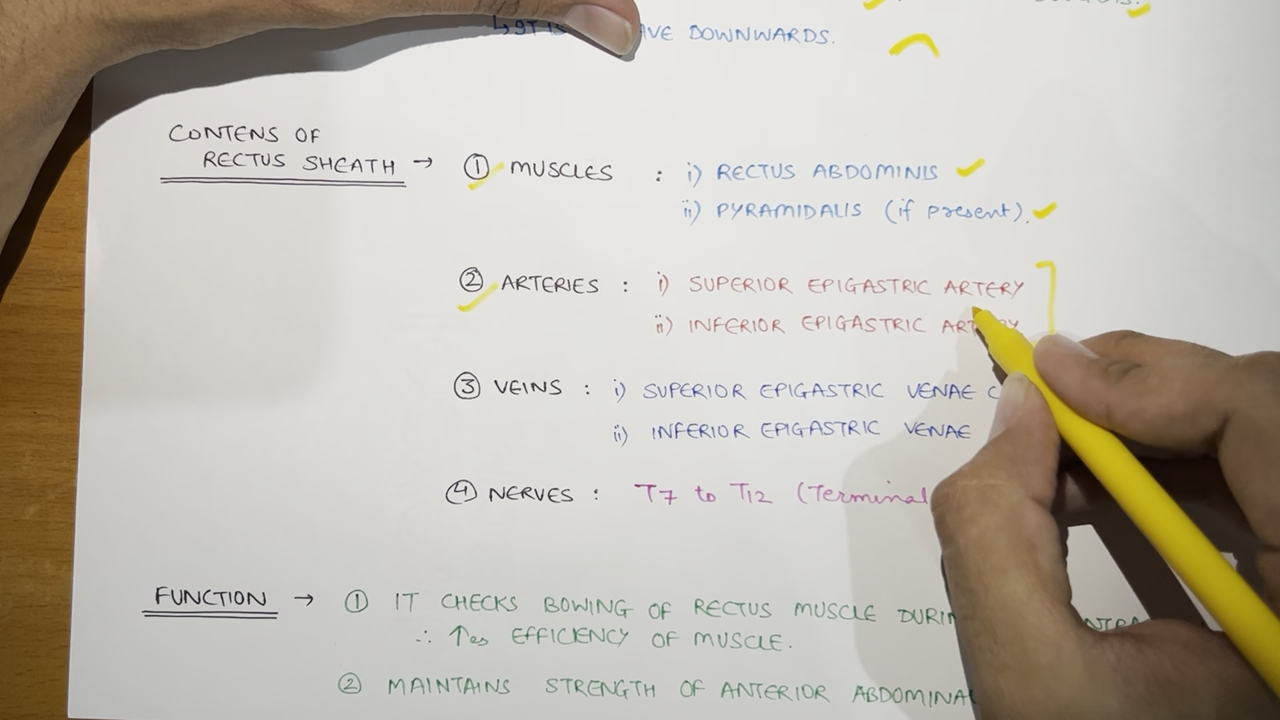 AVE DOWNWARDS.
CONTENS OF
RECTUS SHEATH → ① MUSCLES : i) RECTUS ABDOMINIS
ii) PYRAMIDALIS (if present).
② ARTERIES : i) SUPERIOR EPIGASTRIC ARTERY
ii) INFERIOR EPIGASTRIC
③ VEINS : i) SUPERIOR EPIGASTRIC VENAE C
ii) INFERIOR EPIGASTRIC VENAE
④ NERVES : T7 to T12 (Terminal
FUNCTION → ① IT CHECKS BOWING OF RECTUS MUSCLE DURIN
∴ ↑es EFFICIENCY OF MUSCLE.
② MAINTAINS STRENGTH OF ANTERIOR ABDOMINA